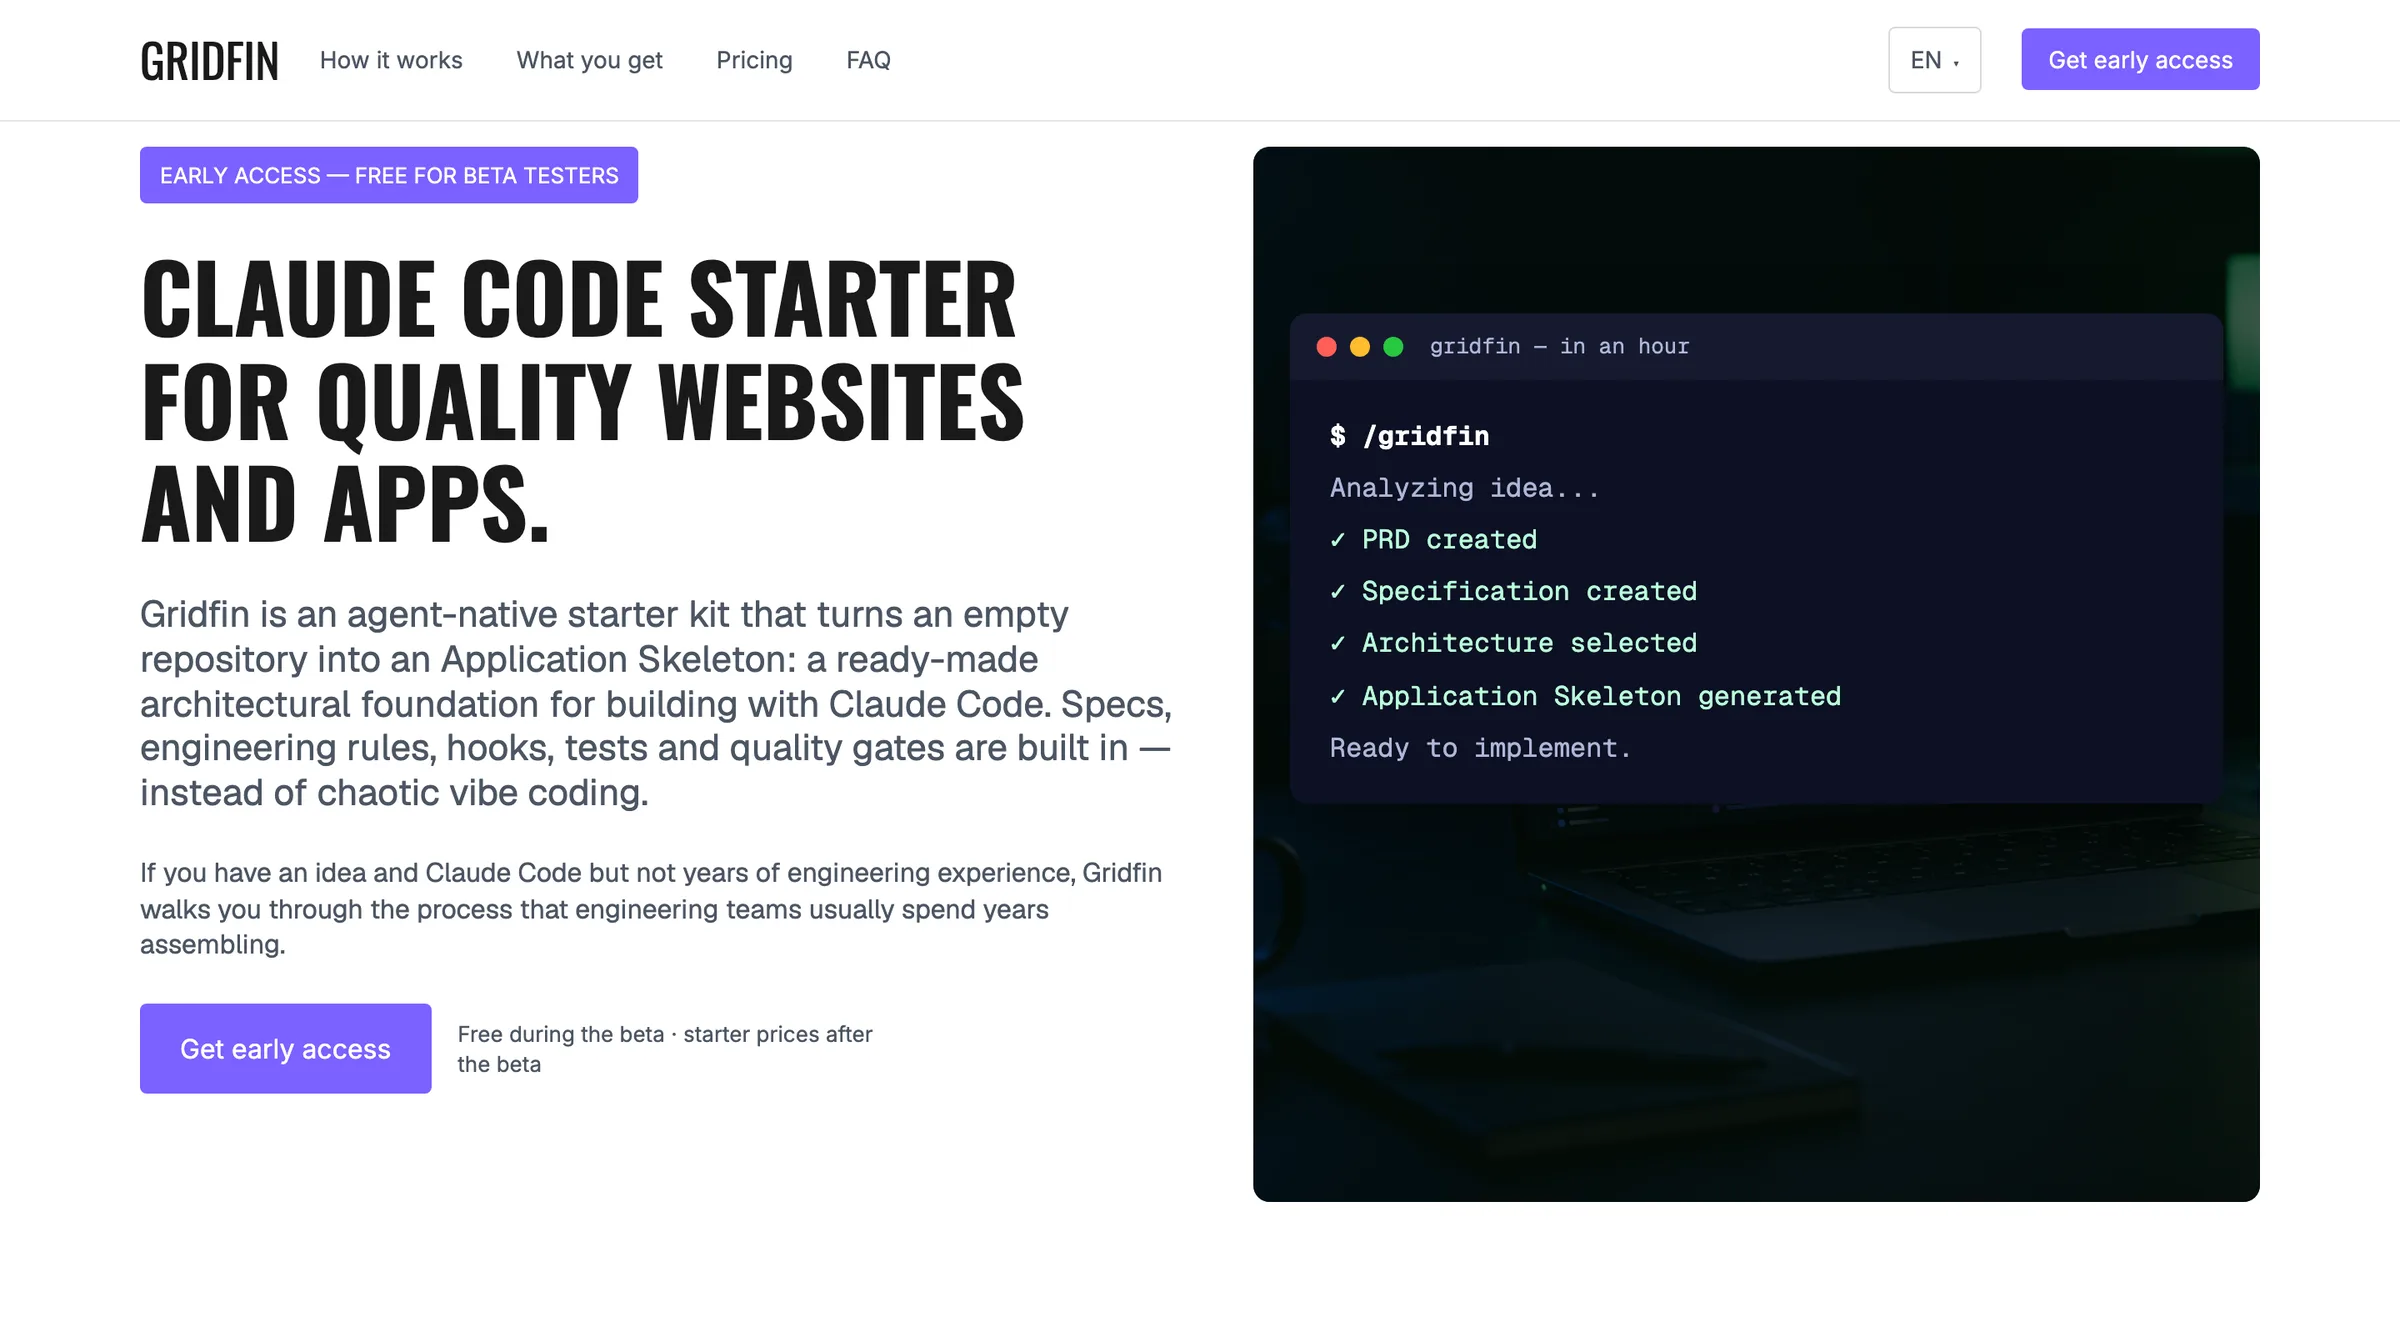 GRIDFIN
How it works
What you get
Pricing
FAQ
EN ▾
Get early access
EARLY ACCESS — FREE FOR BETA TESTERS
CLAUDE CODE STARTER
FOR QUALITY WEBSITES
AND APPS.
Gridfin is an agent-native starter kit that turns an empty
repository into an Application Skeleton: a ready-made
architectural foundation for building with Claude Code. Specs,
engineering rules, hooks, tests and quality gates are built in —
instead of chaotic vibe coding.
If you have an idea and Claude Code but not years of engineering experience, Gridfin
walks you through the process that engineering teams usually spend years
assembling.
Get early access
Free during the beta · starter prices after
the beta
gridfin — in an hour
$ /gridfin
Analyzing idea...
✓ PRD created
✓ Specification created
✓ Architecture selected
✓ Application Skeleton generated
Ready to implement.